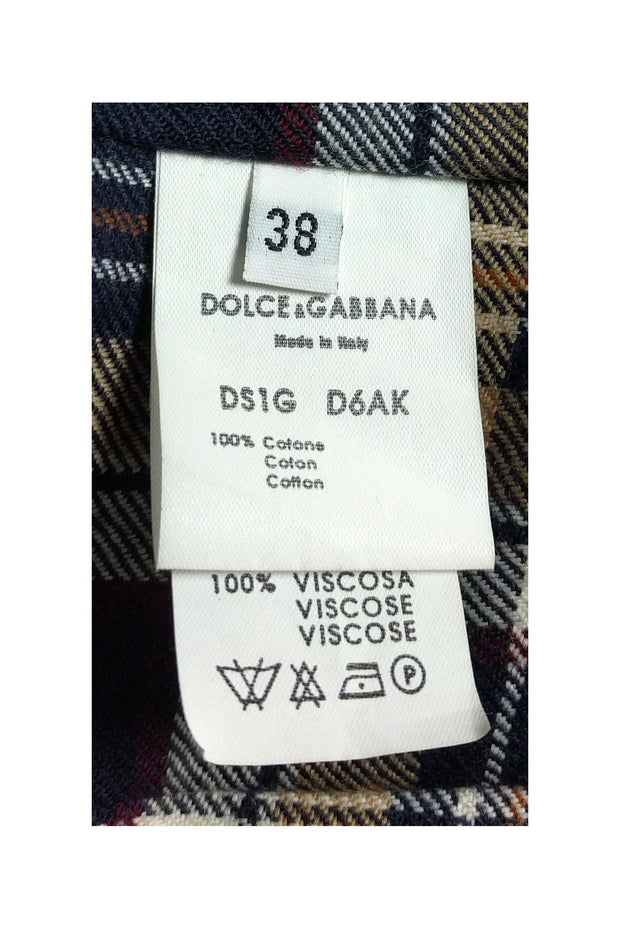 38
DOLCE&GABBANA
Made in Italy
DS1G D6AK
100% Cotone
Coton
Cotton
100% VISCOSA
VISCOSE
VISCOSE
P